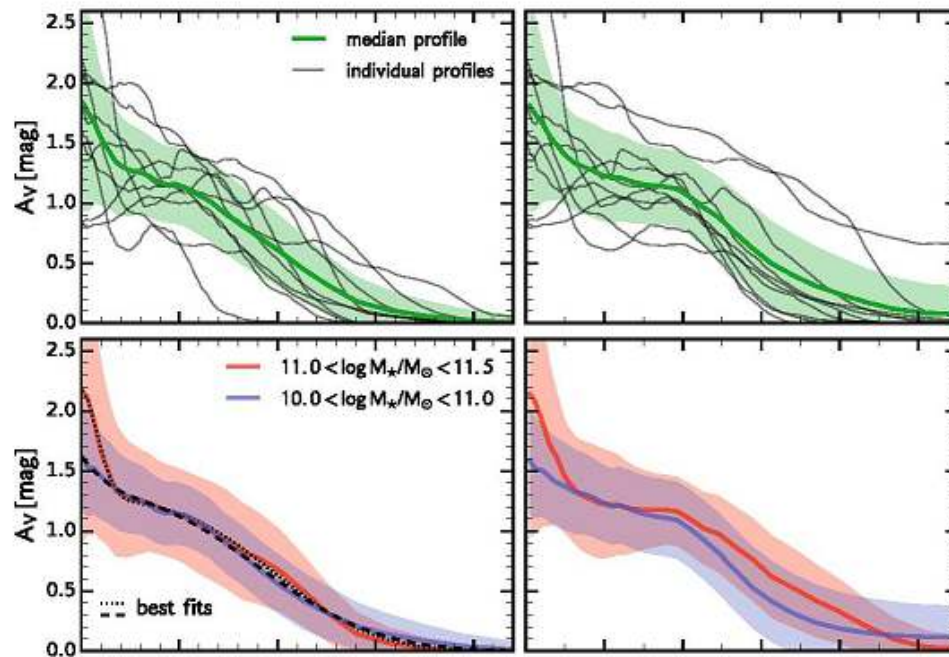 2.5
2.0
1.5
1.0
0.5
0.0
Av [mag]
median profile
individual profiles
2.5
2.0
1.5
1.0
0.5
0.0
Av [mag]
11.0 < log M⋆/M⊙ < 11.5
10.0 < log M⋆/M⊙ < 11.0
best fits